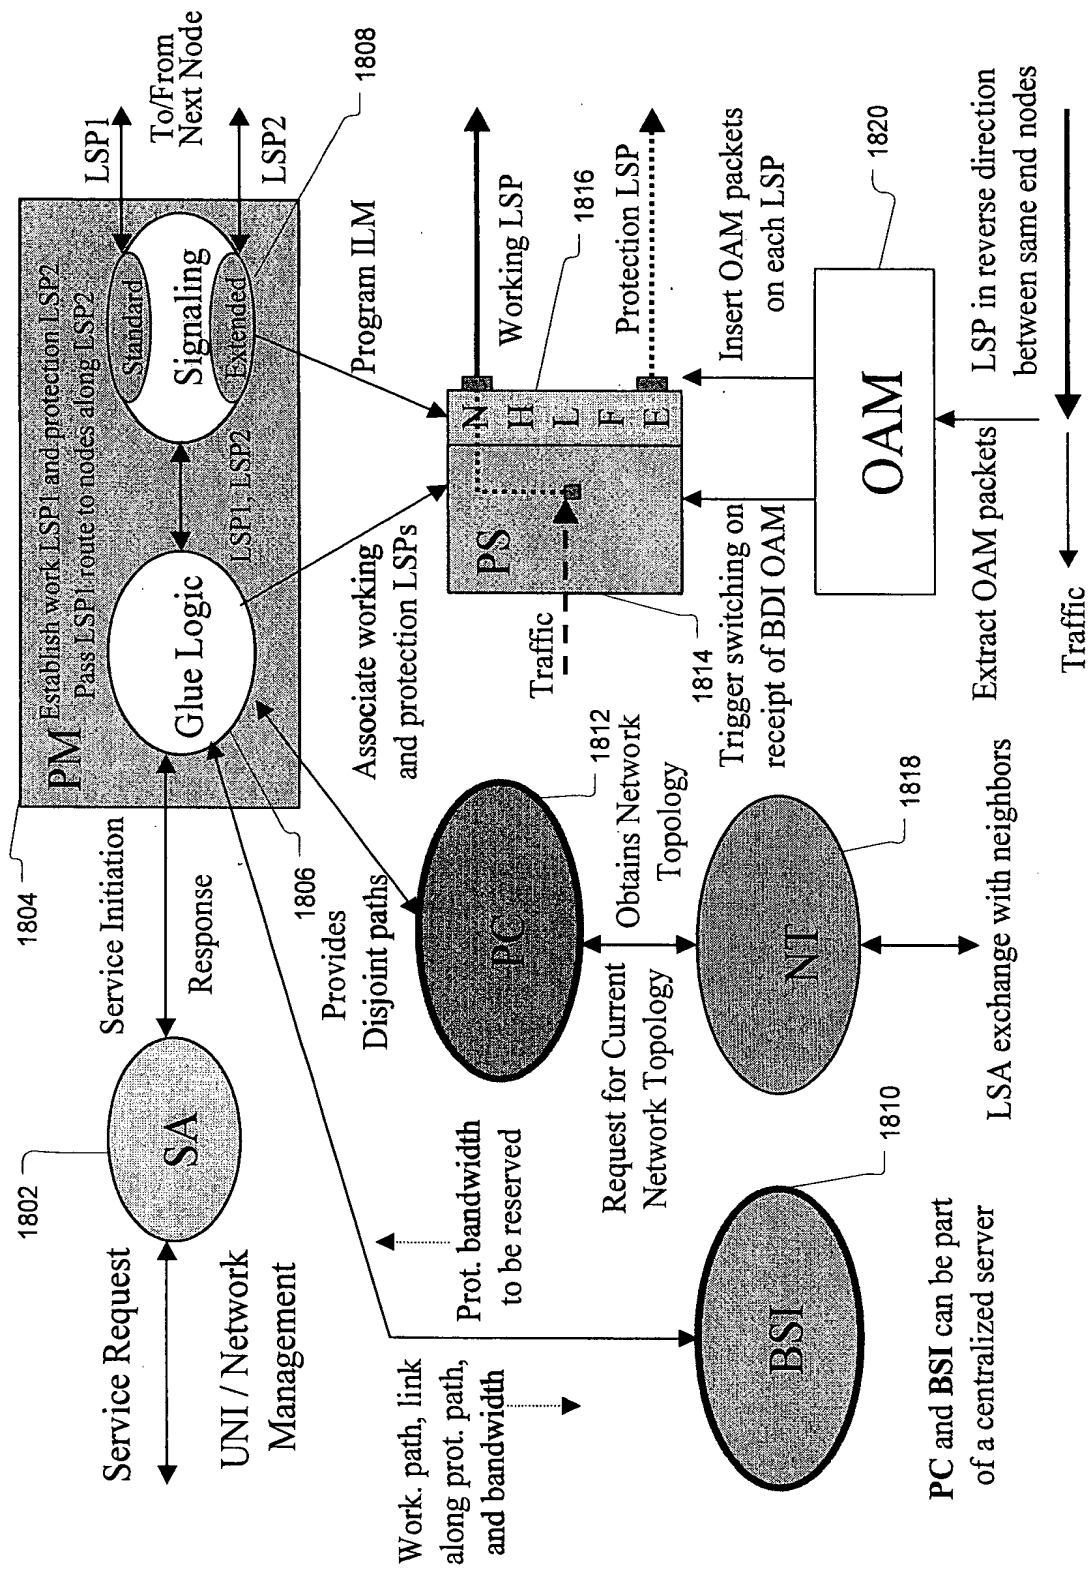 Service Request
UNI / Network
Management
1802
SA
Service Initiation
Response
1804
PM
Establish work LSP1 and protection LSP2
Pass LSP1 route to nodes along LSP2
Glue Logic
1806
LSP1, LSP2
Standard
Signaling
Extended
1808
LSP1
To/From
Next Node
LSP2
Work. path, link
along prot. path,
and bandwidth
Prot. bandwidth
to be reserved
Provides
Disjoint paths
Associate working
and protection LSPs
Program ILM
PC
1812
Request for Current
Network Topology
Obtains Network
Topology
Traffic
PS
1814
N
H
L
F
E
1816
Working LSP
Protection LSP
BSI
1810
NT
1818
Trigger switching on
receipt of BDI OAM
Insert OAM packets
on each LSP
OAM
1820
PC and BSI can be part
of a centralized server
LSA exchange with neighbors
Extract OAM packets
Traffic
LSP in reverse direction
between same end nodes